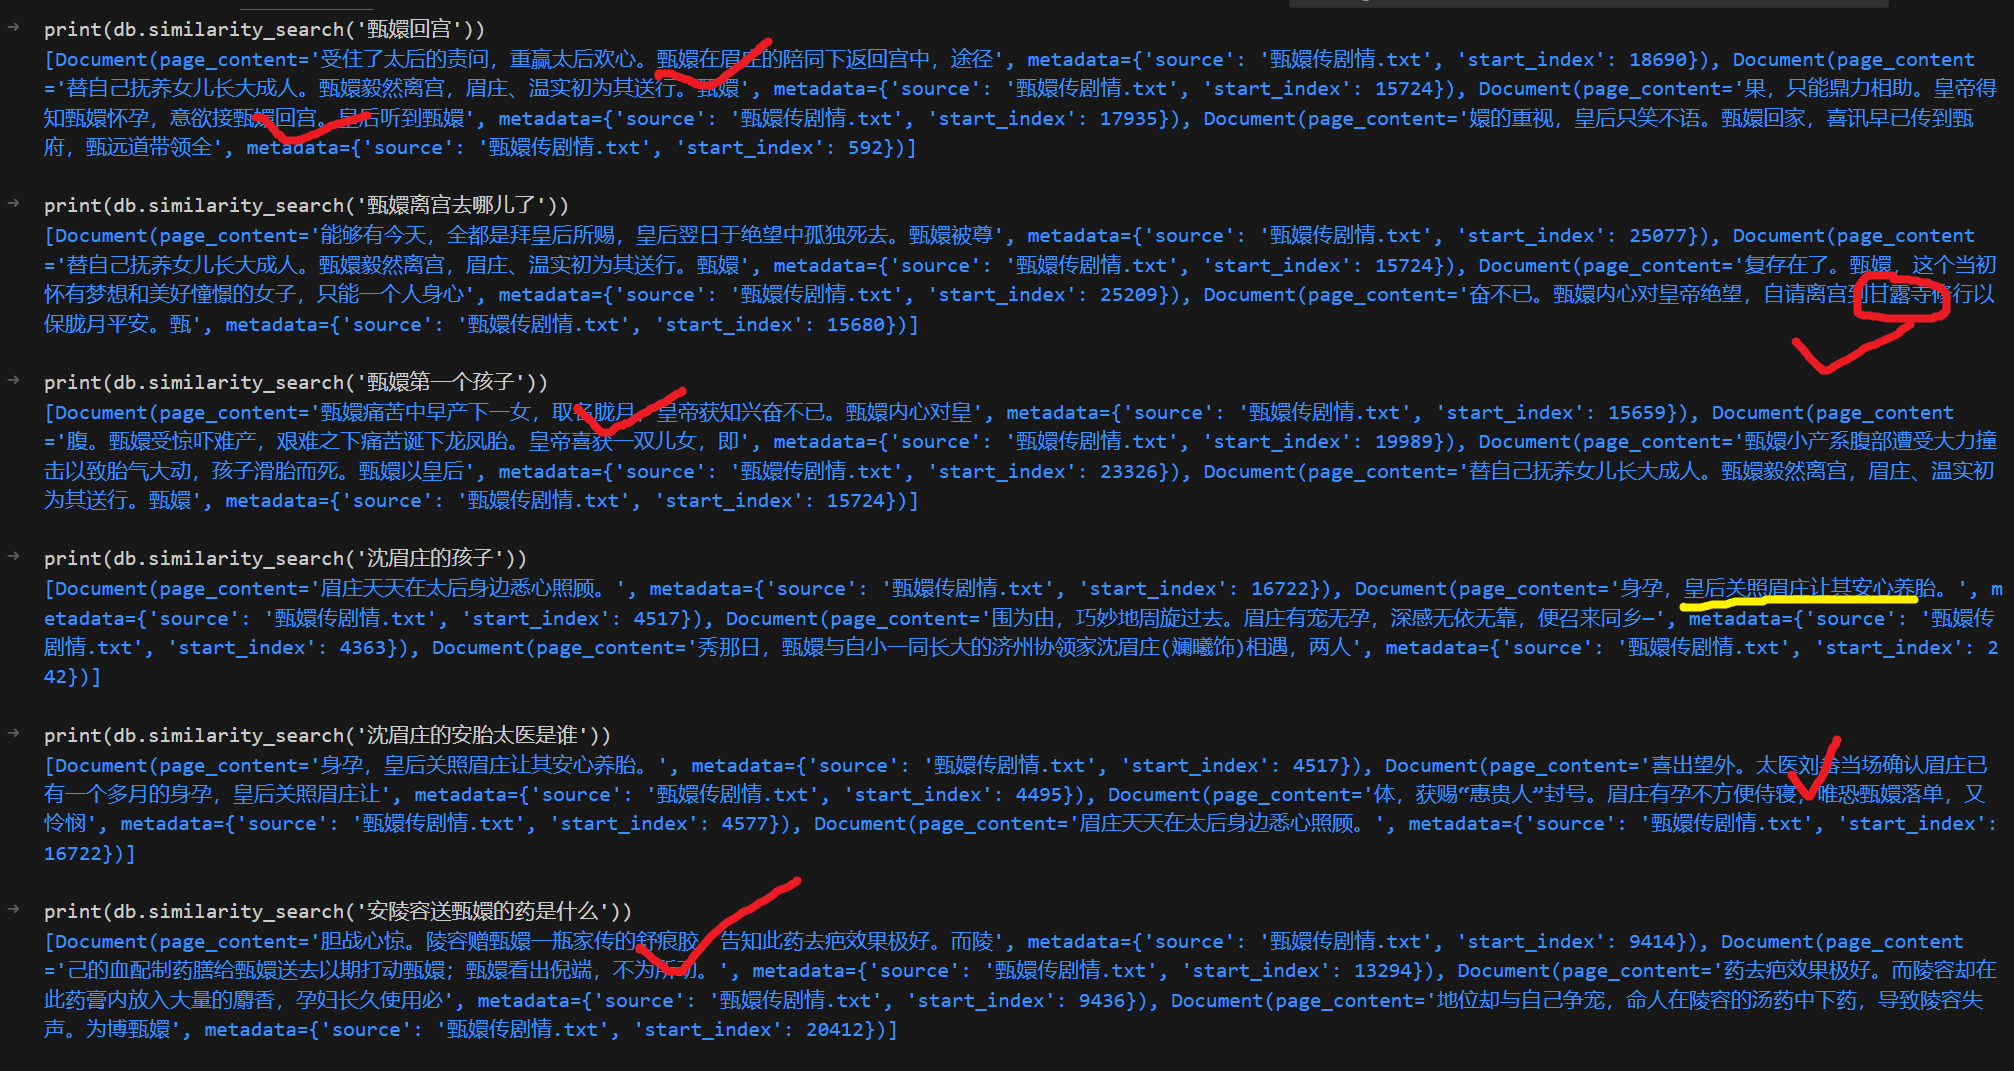 print(db.similarity_search('甄嬛回宫'))
[Document(page_content='受住了太后的责问，重赢太后欢心。甄嬛在眉庄的陪同下返回宫中，途径', metadata={'source': '甄嬛传剧情.txt', 'start_index': 18690}), Document(page_content
='替自己抚养女儿长大成人。甄嬛毅然离宫，眉庄、温实初为其送行。甄嬛', metadata={'source': '甄嬛传剧情.txt', 'start_index': 15724}), Document(page_content='果，只能鼎力相助。皇帝得
知甄嬛怀孕，意欲接甄嬛回宫。皇后听到甄嬛', metadata={'source': '甄嬛传剧情.txt', 'start_index': 17935}), Document(page_content='嬛的重视，皇后只笑不语。甄嬛回家，喜讯早已传到甄
府，甄远道带领全', metadata={'source': '甄嬛传剧情.txt', 'start_index': 592})]
print(db.similarity_search('甄嬛离宫去哪儿了'))
[Document(page_content='能够有今天，全都是拜皇后所赐，皇后翌日于绝望中孤独死去。甄嬛被尊', metadata={'source': '甄嬛传剧情.txt', 'start_index': 25077}), Document(page_content
='替自己抚养女儿长大成人。甄嬛毅然离宫，眉庄、温实初为其送行。甄嬛', metadata={'source': '甄嬛传剧情.txt', 'start_index': 15724}), Document(page_content='复存在了。甄嬛，这个当初
怀有梦想和美好憧憬的女子，只能一个人身心', metadata={'source': '甄嬛传剧情.txt', 'start_index': 25209}), Document(page_content='奋不已。甄嬛内心对皇帝绝望，自请离宫到甘露寺修行以
保胧月平安。甄', metadata={'source': '甄嬛传剧情.txt', 'start_index': 15680})]
print(db.similarity_search('甄嬛第一个孩子'))
[Document(page_content='甄嬛痛苦中早产下一女，取名胧月，皇帝获知兴奋不已。甄嬛内心对皇', metadata={'source': '甄嬛传剧情.txt', 'start_index': 15659}), Document(page_content
='腹。甄嬛受惊吓难产，艰难之下痛苦诞下龙凤胎。皇帝喜获一双儿女，即', metadata={'source': '甄嬛传剧情.txt', 'start_index': 19989}), Document(page_content='甄嬛小产系腹部遭受大力撞
击以致胎气大动，孩子滑胎而死。甄嬛以皇后', metadata={'source': '甄嬛传剧情.txt', 'start_index': 23326}), Document(page_content='替自己抚养女儿长大成人。甄嬛毅然离宫，眉庄、温实初
为其送行。甄嬛', metadata={'source': '甄嬛传剧情.txt', 'start_index': 15724})]
print(db.similarity_search('沈眉庄的孩子'))
[Document(page_content='眉庄天天在太后身边悉心照顾。', metadata={'source': '甄嬛传剧情.txt', 'start_index': 16722}), Document(page_content='身孕，皇后关照眉庄让其安心养胎。', m
etadata={'source': '甄嬛传剧情.txt', 'start_index': 4517}), Document(page_content='围为由，巧妙地周旋过去。眉庄有宠无孕，深感无依无靠，便召来同乡—', metadata={'source': '甄嬛传
剧情.txt', 'start_index': 4363}), Document(page_content='秀那日，甄嬛与自小一同长大的济州协领家沈眉庄(斓曦饰)相遇，两人', metadata={'source': '甄嬛传剧情.txt', 'start_index': 2
42})]
print(db.similarity_search('沈眉庄的安胎太医是谁'))
[Document(page_content='身孕，皇后关照眉庄让其安心养胎。', metadata={'source': '甄嬛传剧情.txt', 'start_index': 4517}), Document(page_content='喜出望外。太医刘畚当场确认眉庄已
有一个多月的身孕，皇后关照眉庄让', metadata={'source': '甄嬛传剧情.txt', 'start_index': 4495}), Document(page_content='体，获赐“惠贵人”封号。眉庄有孕不方便侍寝，唯恐甄嬛落单，又
怜悯', metadata={'source': '甄嬛传剧情.txt', 'start_index': 4577}), Document(page_content='眉庄天天在太后身边悉心照顾。', metadata={'source': '甄嬛传剧情.txt', 'start_index':
16722})]
print(db.similarity_search('安陵容送甄嬛的药是什么'))
[Document(page_content='胆战心惊。陵容赠甄嬛一瓶家传的舒痕胶，告知此药去疤效果极好。而陵', metadata={'source': '甄嬛传剧情.txt', 'start_index': 9414}), Document(page_content
='己的血配制药膳给甄嬛送去以期打动甄嬛；甄嬛看出倪端，不为所动。', metadata={'source': '甄嬛传剧情.txt', 'start_index': 13294}), Document(page_content='药去疤效果极好。而陵容却在
此药膏内放入大量的麝香，孕妇长久使用必', metadata={'source': '甄嬛传剧情.txt', 'start_index': 9436}), Document(page_content='地位却与自己争宠，命人在陵容的汤药中下药，导致陵容失
声。为博甄嬛', metadata={'source': '甄嬛传剧情.txt', 'start_index': 20412})]